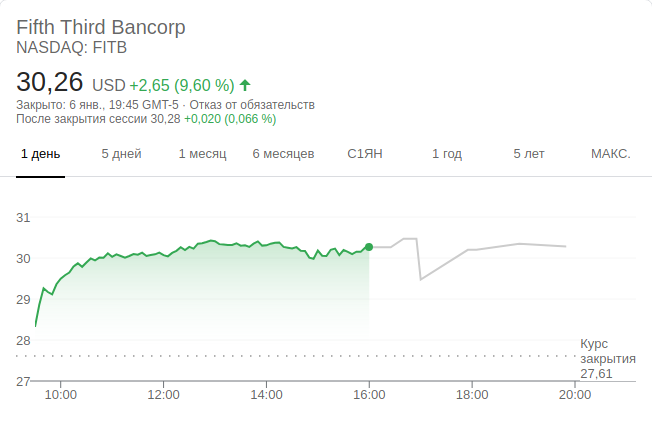 Fifth Third Bancorp
NASDAQ: FITB
30,26 USD +2,65 (9,60 %)
Закрыто: 6 янв., 19:45 GMT-5 · Отказ от обязательств
После закрытия сессии 30,28 +0,020 (0,066 %)
1 день 5 дней 1 месяц 6 месяцев С1ЯН 1 год 5 лет МАКС.
31
30
29
28
Курс
закрытия
27,61
27
10:00 12:00 14:00 16:00 18:00 20:00